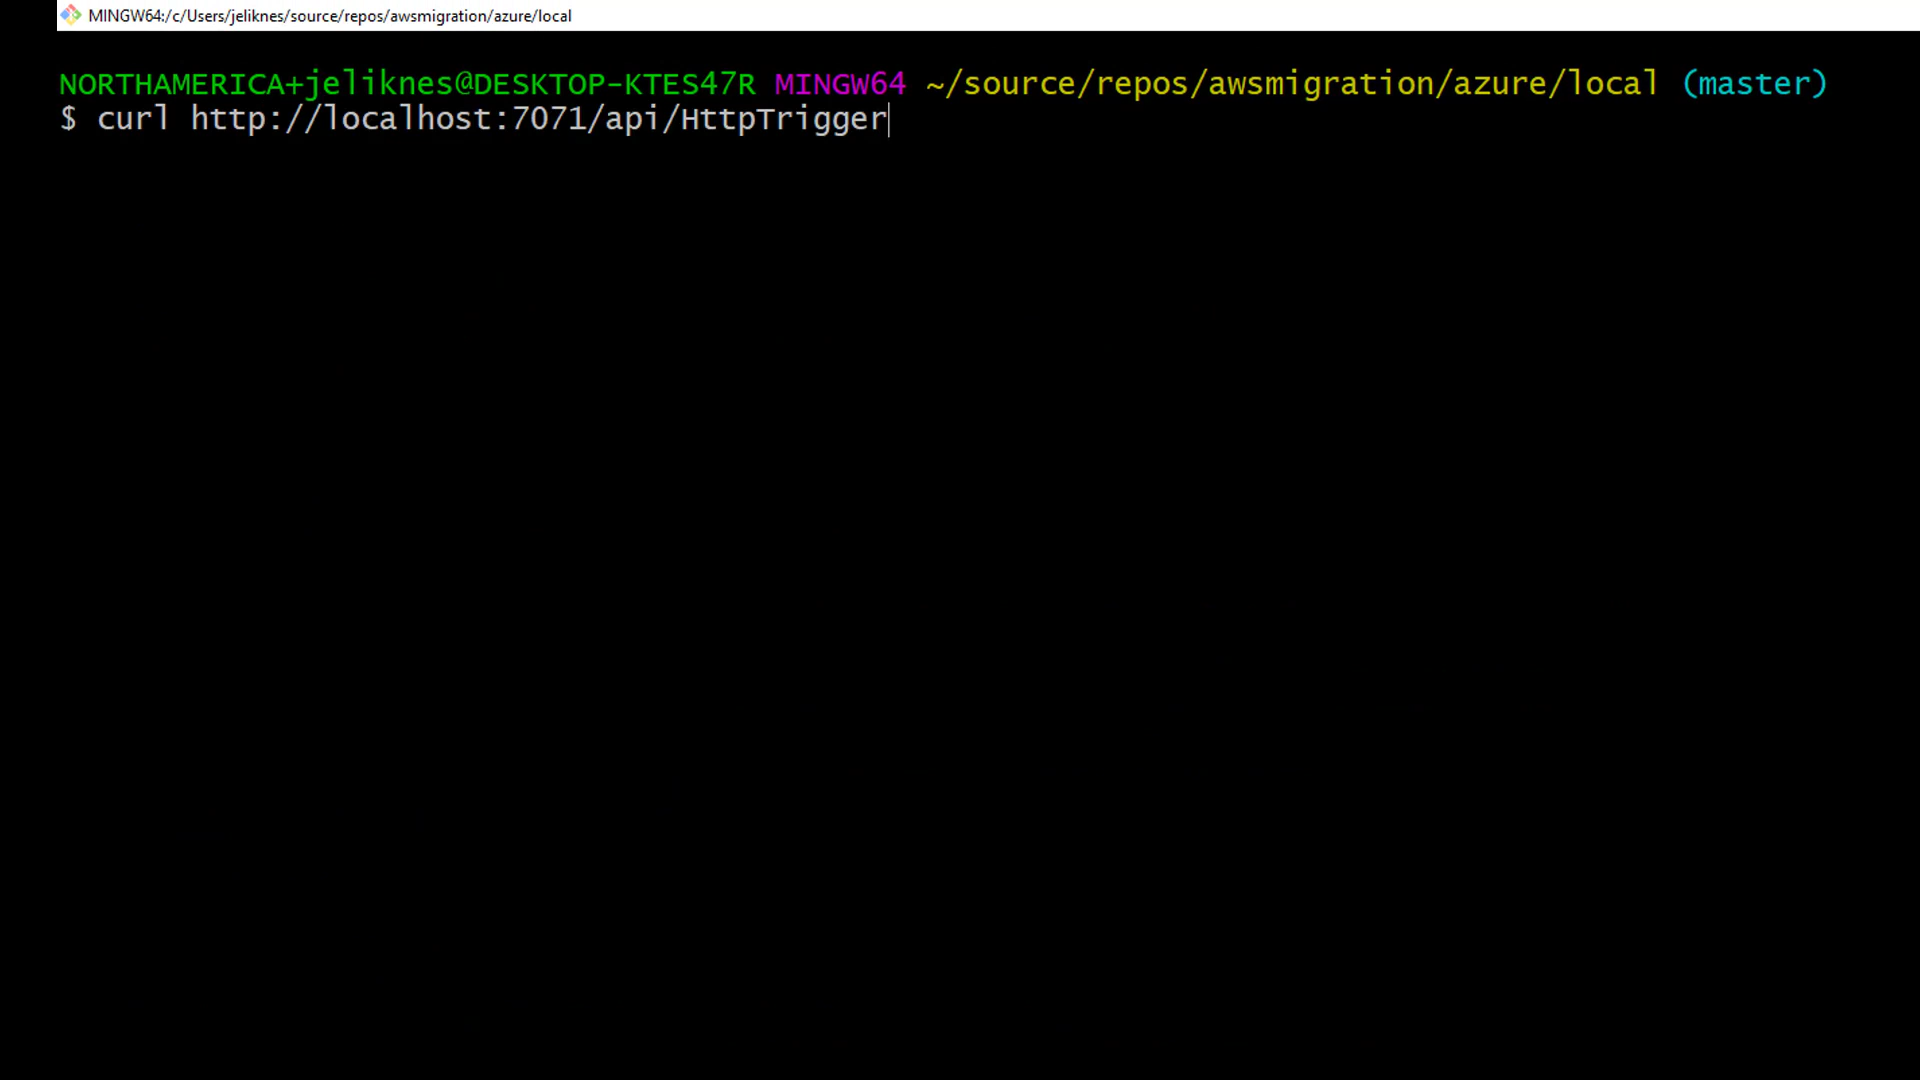 MINGW64:/c/Users/jeliknes/source/repos/awsmigration/azure/local
NORTHAMERICA+jeliknes@DESKTOP-KTES47R MINGW64 ~/source/repos/awsmigration/azure/local (master)
$ curl http://localhost:7071/api/HttpTrigger